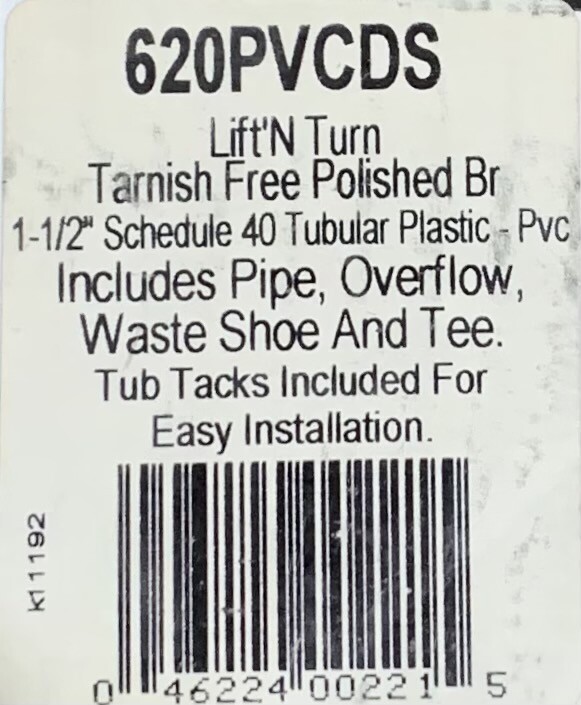 620PVCDS
Lift'N Turn
Tarnish Free Polished Br
1-1/2" Schedule 40 Tubular Plastic - Pvc
Includes Pipe, Overflow,
Waste Shoe And Tee.
Tub Tacks Included For
Easy Installation.
k11192
0 46224 00221 5